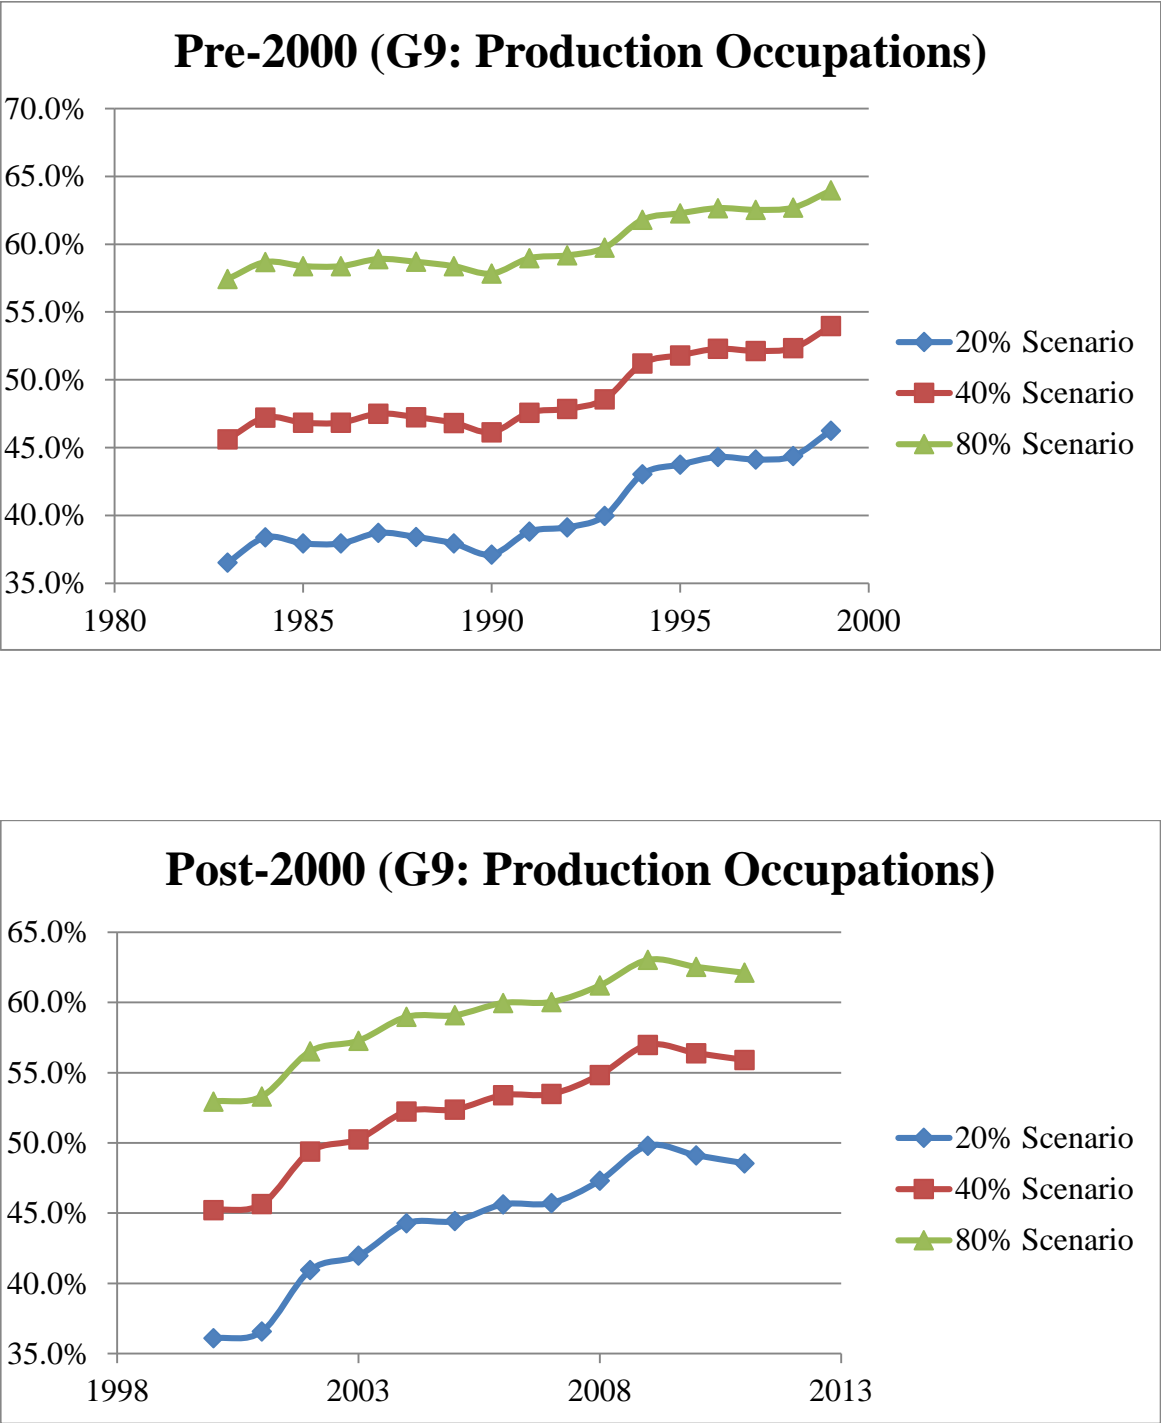 Pre-2000 (G9: Production Occupations)
70.0%
65.0%
60.0%
55.0%
50.0%
45.0%
40.0%
35.0%
1980 1985 1990 1995 2000
20% Scenario
40% Scenario
80% Scenario
Post-2000 (G9: Production Occupations)
65.0%
60.0%
55.0%
50.0%
45.0%
40.0%
35.0%
1998 2003 2008 2013
20% Scenario
40% Scenario
80% Scenario